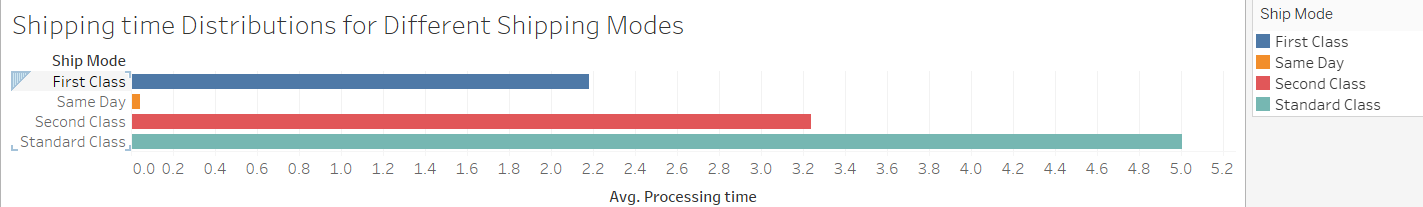 Shipping time Distributions for Different Shipping Modes
Ship Mode
First Class
Same Day
Second Class
Standard Class
0.0 0.2 0.4 0.6 0.8 1.0 1.2 1.4 1.6 1.8 2.0 2.2 2.4 2.6 2.8 3.0 3.2 3.4 3.6 3.8 4.0 4.2 4.4 4.6 4.8 5.0 5.2
Avg. Processing time
Ship Mode
First Class
Same Day
Second Class
Standard Class